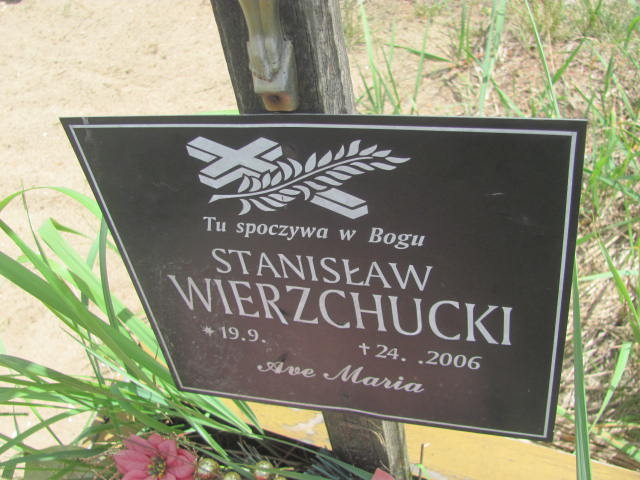 Tu spoczywa w Bogu
STANISŁAW
WIERZCHUCKI
*19.9. †24. .2006
Ave Maria